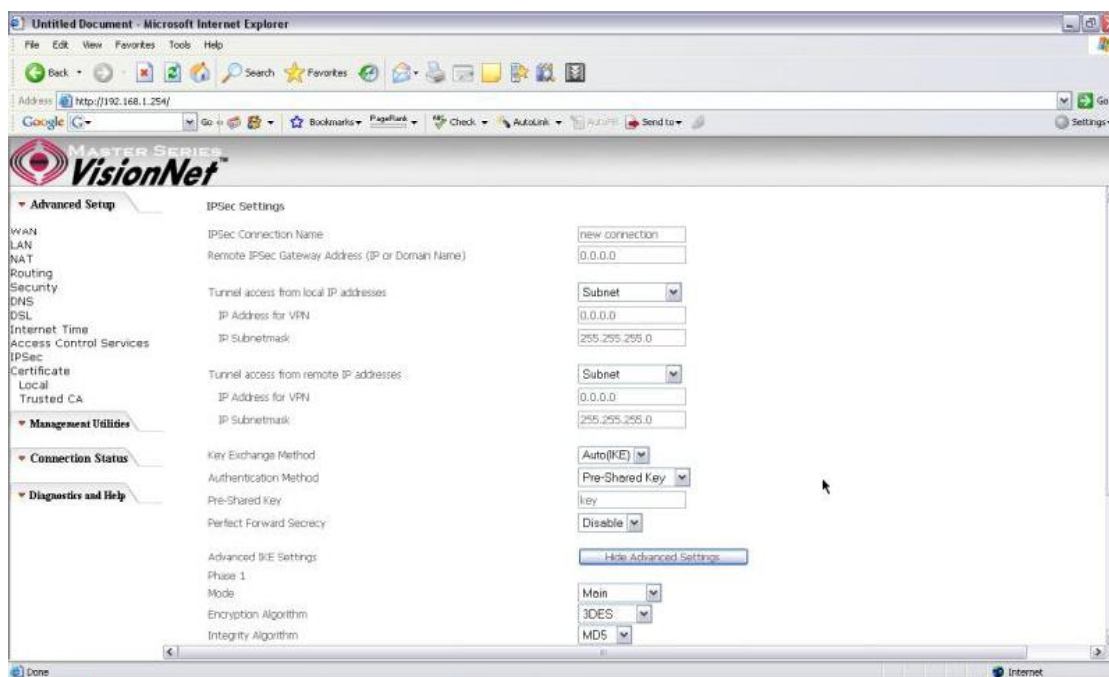 Untitled Document - Microsoft Internet Explorer
File Edit View Favorites Tools Help
Back Search Favorites
Address http://192.168.1.254/ Go
Google G Go Bookmarks PageRank Check AutoLink AutoFill Send to Settings
MASTER SERIES
VisionNet™
Advanced Setup
WAN
LAN
NAT
Routing
Security
DNS
DSL
Internet Time
Access Control Services
IPSec
Certificate
Local
Trusted CA
Management Utilities
Connection Status
Diagnostics and Help
IPSec Settings
IPSec Connection Name new connection
Remote IPSec Gateway Address (IP or Domain Name) 0.0.0.0
Tunnel access from local IP addresses Subnet
IP Address for VPN 0.0.0.0
IP Subnetmask 255.255.255.0
Tunnel access from remote IP addresses Subnet
IP Address for VPN 0.0.0.0
IP Subnetmask 255.255.255.0
Key Exchange Method Auto(IKE)
Authentication Method Pre-Shared Key
Pre-Shared Key key
Perfect Forward Secrecy Disable
Advanced IKE Settings Hide Advanced Settings
Phase 1
Mode Main
Encryption Algorithm 3DES
Integrity Algorithm MD5
Done Internet